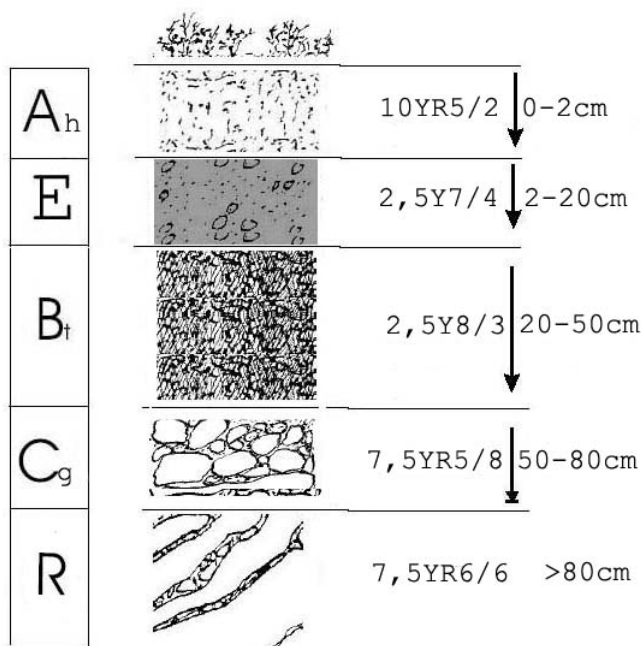 Ah 10YR5/2 0-2cm
E 2,5Y7/4 2-20cm
Bt 2,5Y8/3 20-50cm
Cg 7,5YR5/8 50-80cm
R 7,5YR6/6 >80cm